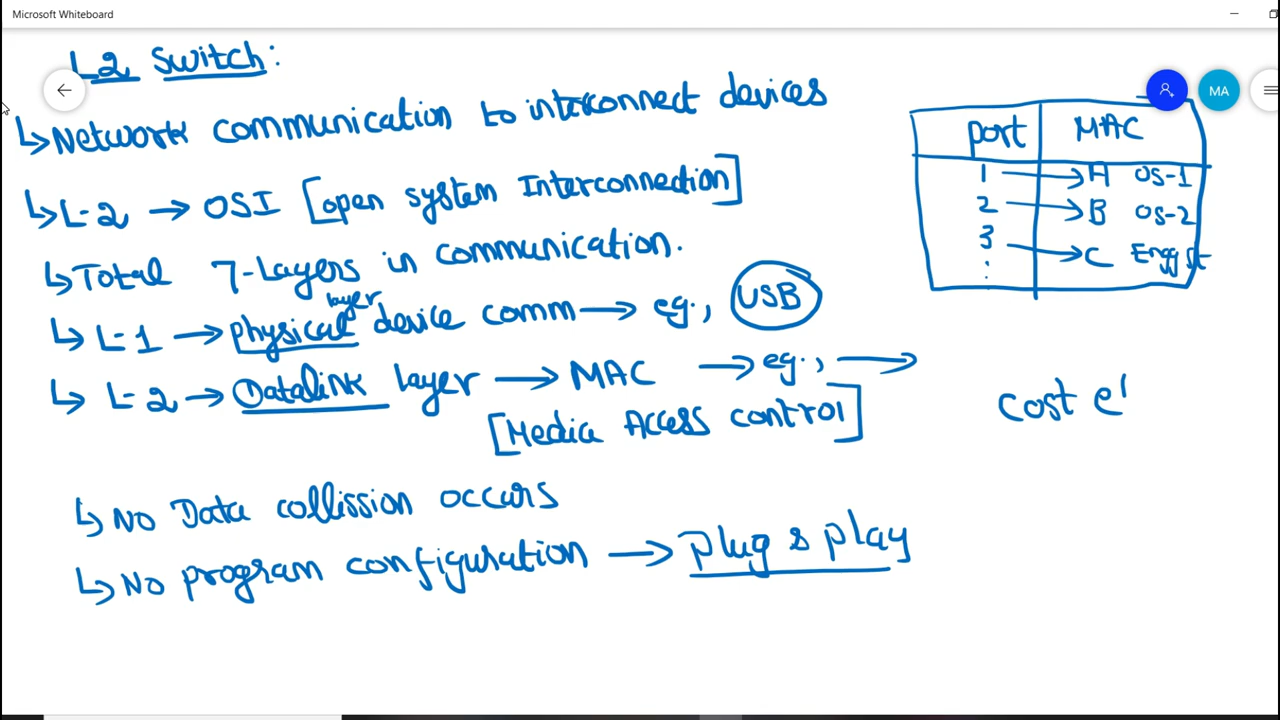 Microsoft Whiteboard
L2 Switch:
↳ Network communication to interconnect devices
↳ L-2 → OSI [open system Interconnection]
↳ Total 7-Layers in communication.
↳ L-1 → physical layer device comm → eg., USB
↳ L-2 → Datalink layer → MAC → eg., →
[Media Access control]
↳ No Data collission occurs
↳ No program configuration → plug & play
MA
port MAC
1 → A OS-1
2 → B OS-2
3 → C Engg st
:
cost e